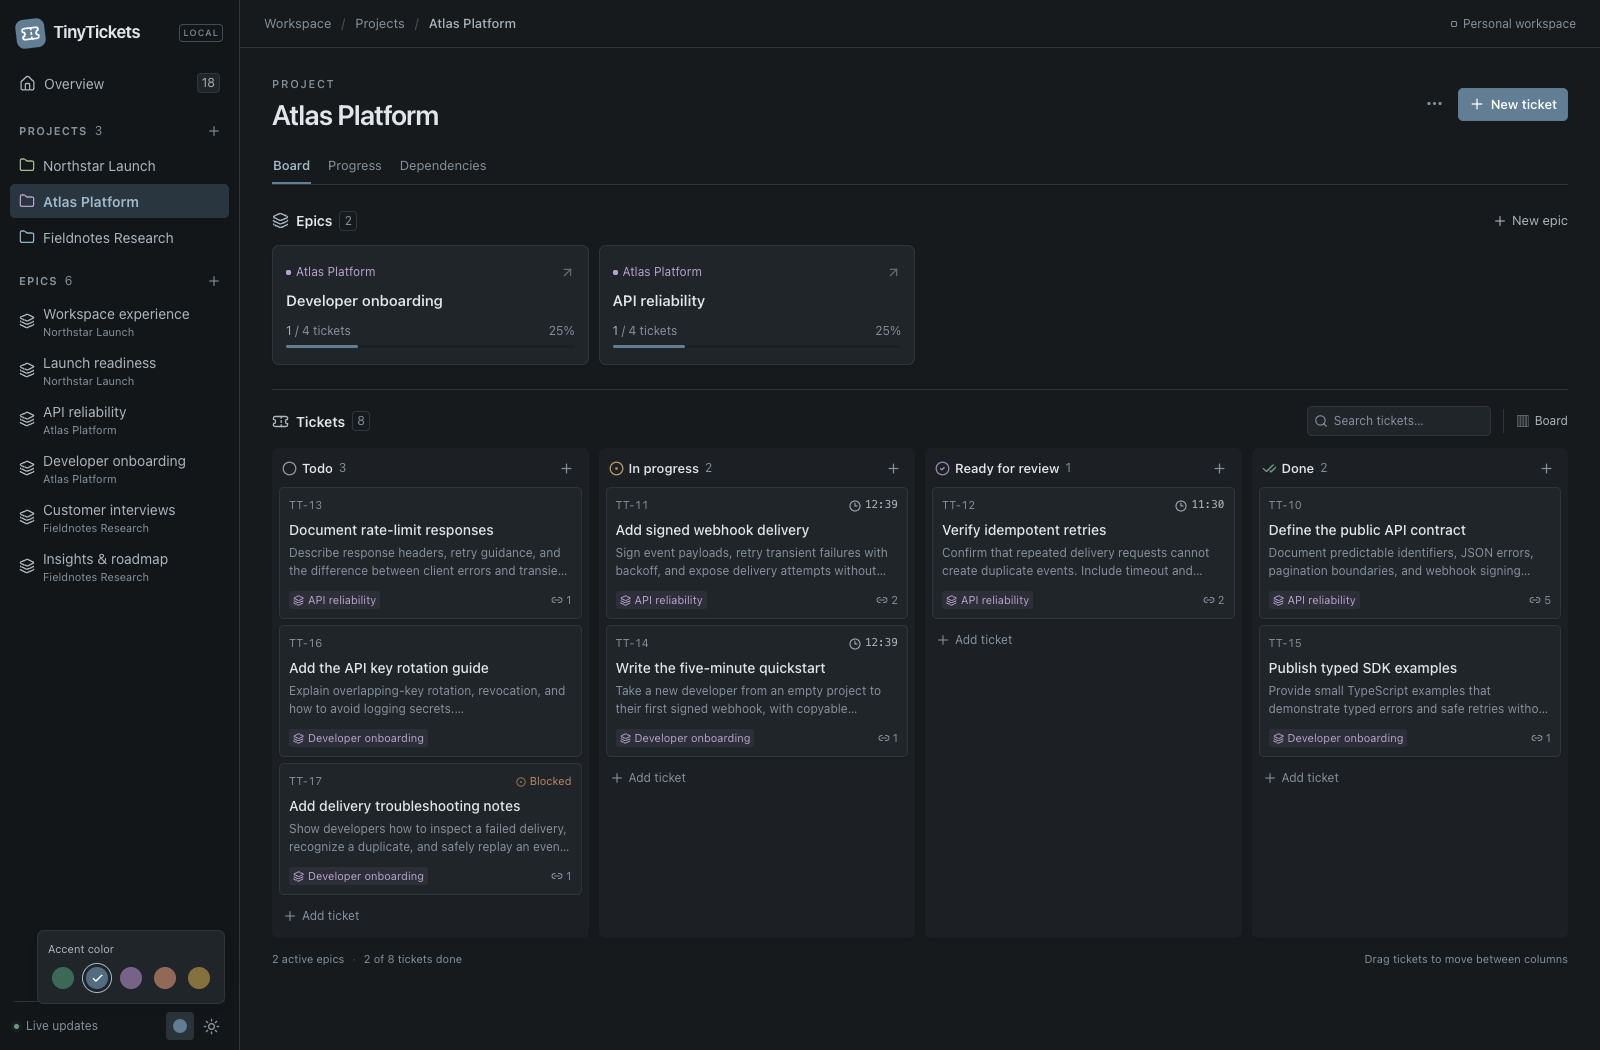 TinyTickets
LOCAL
Overview
18
PROJECTS 3
Northstar Launch
Atlas Platform
Fieldnotes Research
EPICS 6
Workspace experience
Northstar Launch
Launch readiness
Northstar Launch
API reliability
Atlas Platform
Developer onboarding
Atlas Platform
Customer interviews
Fieldnotes Research
Insights & roadmap
Fieldnotes Research
Accent color
Live updates
Workspace / Projects / Atlas Platform
Personal workspace
PROJECT
Atlas Platform
New ticket
Board Progress Dependencies
Epics 2
New epic
Atlas Platform
Developer onboarding
1 / 4 tickets 25%
Atlas Platform
API reliability
1 / 4 tickets 25%
Tickets 8
Search tickets...
Board
Todo 3
TT-13
Document rate-limit responses
Describe response headers, retry guidance, and
the difference between client errors and transie...
API reliability 1
TT-16
Add the API key rotation guide
Explain overlapping-key rotation, revocation, and
how to avoid logging secrets....
Developer onboarding
TT-17 Blocked
Add delivery troubleshooting notes
Show developers how to inspect a failed delivery,
recognize a duplicate, and safely replay an even...
Developer onboarding 1
Add ticket
In progress 2
TT-11 12:39
Add signed webhook delivery
Sign event payloads, retry transient failures with
backoff, and expose delivery attempts without...
API reliability 2
TT-14 12:39
Write the five-minute quickstart
Take a new developer from an empty project to
their first signed webhook, with copyable...
Developer onboarding 1
Add ticket
Ready for review 1
TT-12 11:30
Verify idempotent retries
Confirm that repeated delivery requests cannot
create duplicate events. Include timeout and...
API reliability 2
Add ticket
Done 2
TT-10
Define the public API contract
Document predictable identifiers, JSON errors,
pagination boundaries, and webhook signing...
API reliability 5
TT-15
Publish typed SDK examples
Provide small TypeScript examples that
demonstrate typed errors and safe retries witho...
Developer onboarding 1
Add ticket
2 active epics · 2 of 8 tickets done
Drag tickets to move between columns